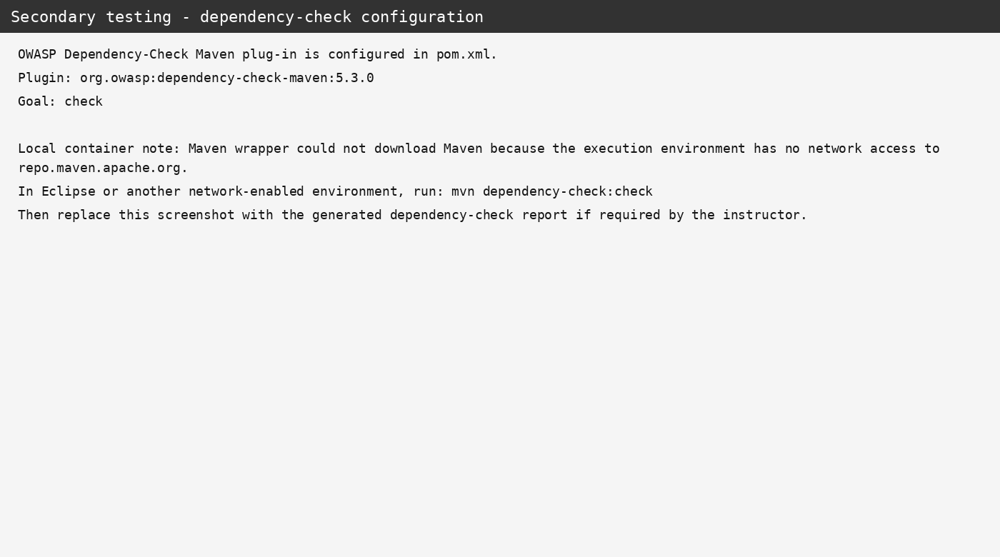 Secondary testing - dependency-check configuration
OWASP Dependency-Check Maven plug-in is configured in pom.xml.
Plugin: org.owasp:dependency-check-maven:5.3.0
Goal: check
Local container note: Maven wrapper could not download Maven because the execution environment has no network access to
repo.maven.apache.org.
In Eclipse or another network-enabled environment, run: mvn dependency-check:check
Then replace this screenshot with the generated dependency-check report if required by the instructor.